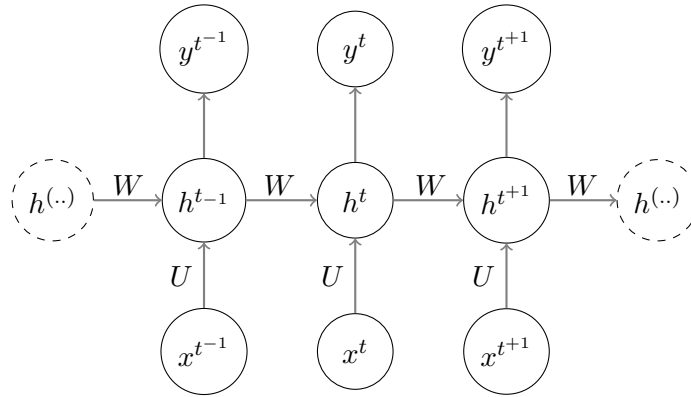 y^{t-1} y^{t} y^{t+1}
h^{(..)} W h^{t-1} W h^{t} W h^{t+1} W h^{(..)}
U U U
x^{t-1} x^{t} x^{t+1}